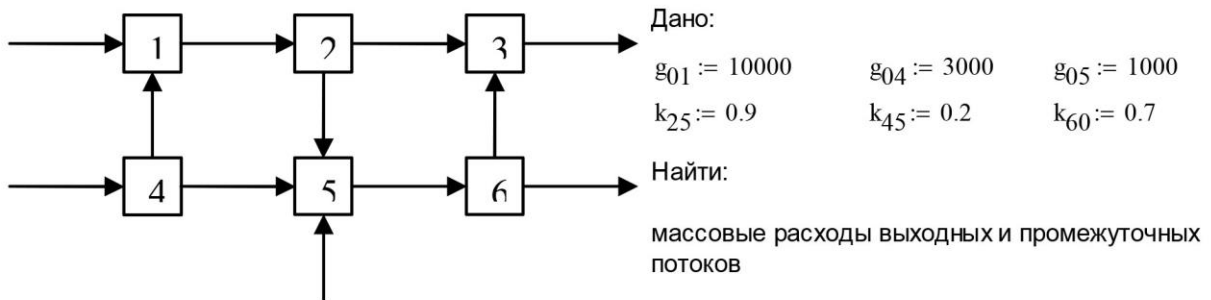 1 2 3
4 5 6
Дано:
g01 := 10000 g04 := 3000 g05 := 1000
k25 := 0.9 k45 := 0.2 k60 := 0.7
Найти:
массовые расходы выходных и промежуточных
потоков